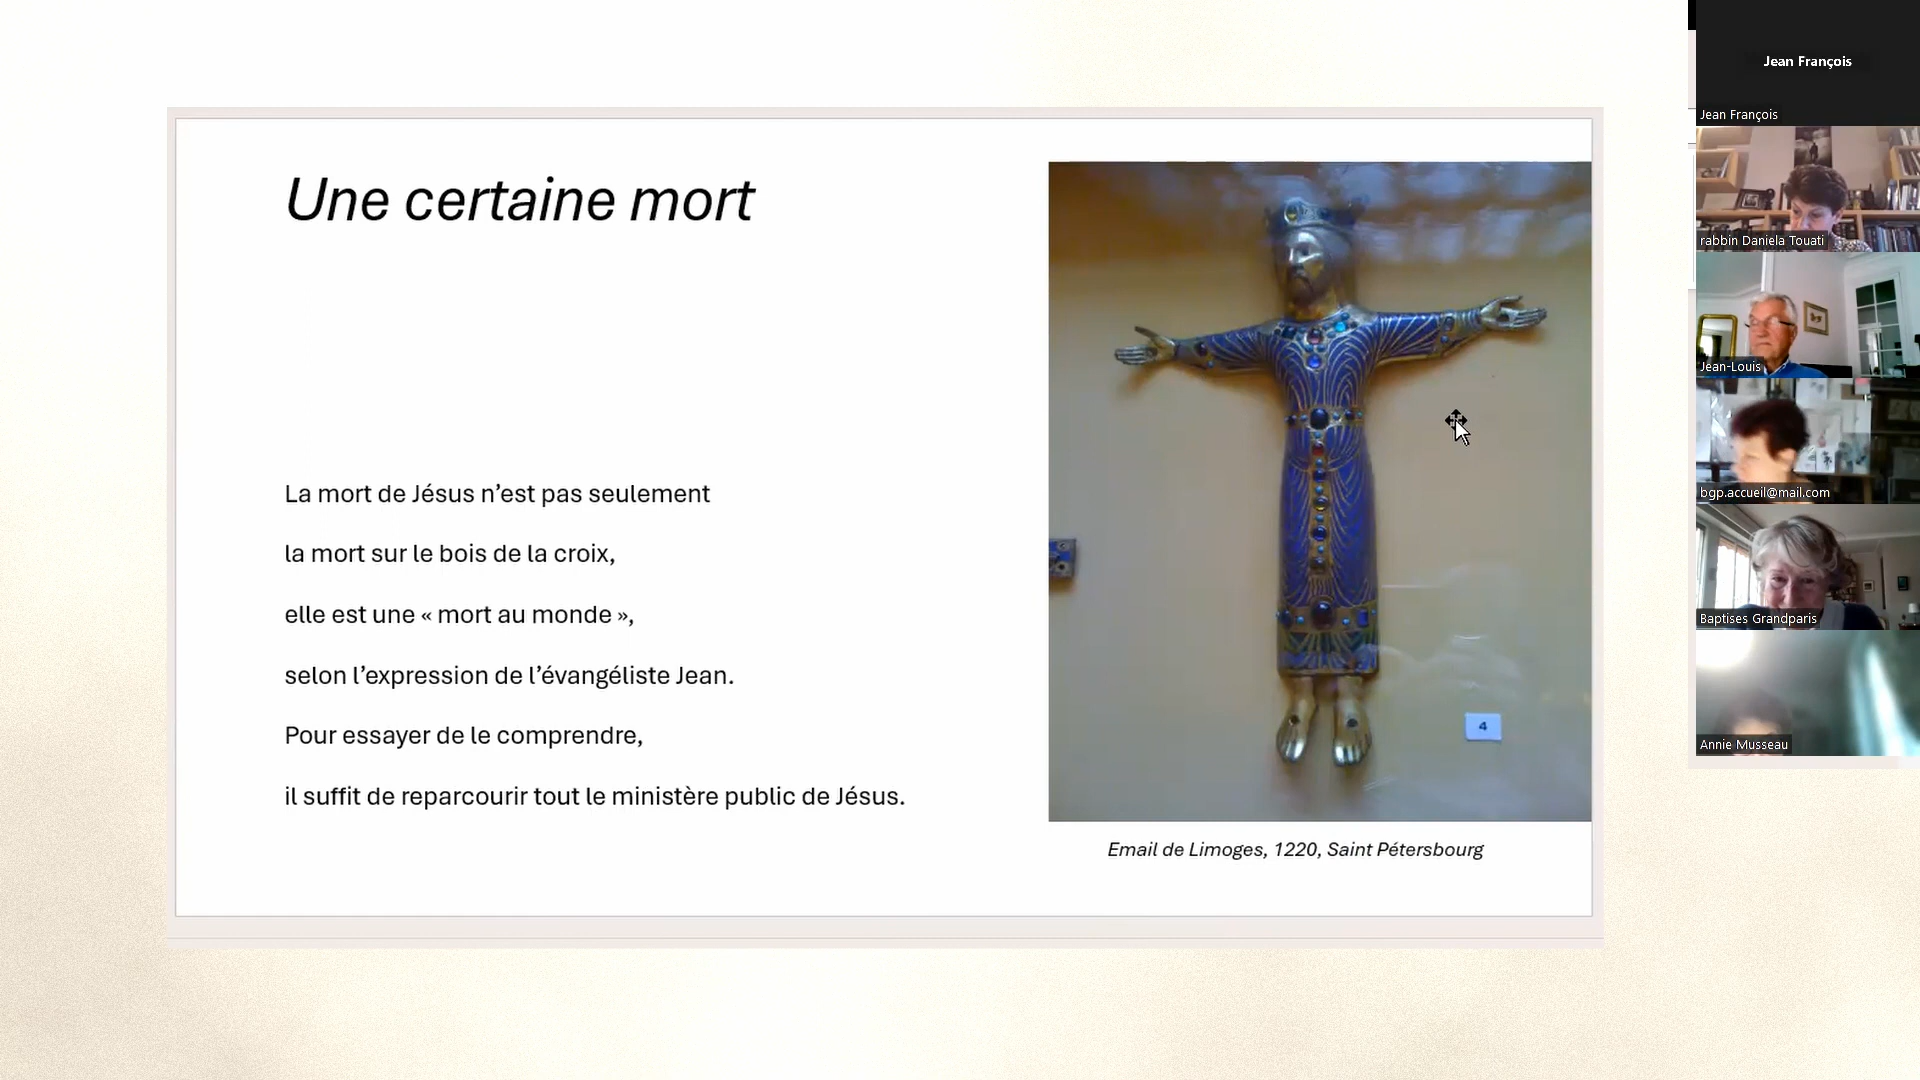 Une certaine mort
La mort de Jésus n’est pas seulement
la mort sur le bois de la croix,
elle est une « mort au monde »,
selon l’expression de l’évangéliste Jean.
Pour essayer de le comprendre,
il suffit de reparcourir tout le ministère public de Jésus.
4
Email de Limoges, 1220, Saint Pétersbourg
Jean François
Jean François
rabbin Daniela Touati
Jean-Louis
bgp.accueil@mail.com
Baptises Grandparis
Annie Musseau